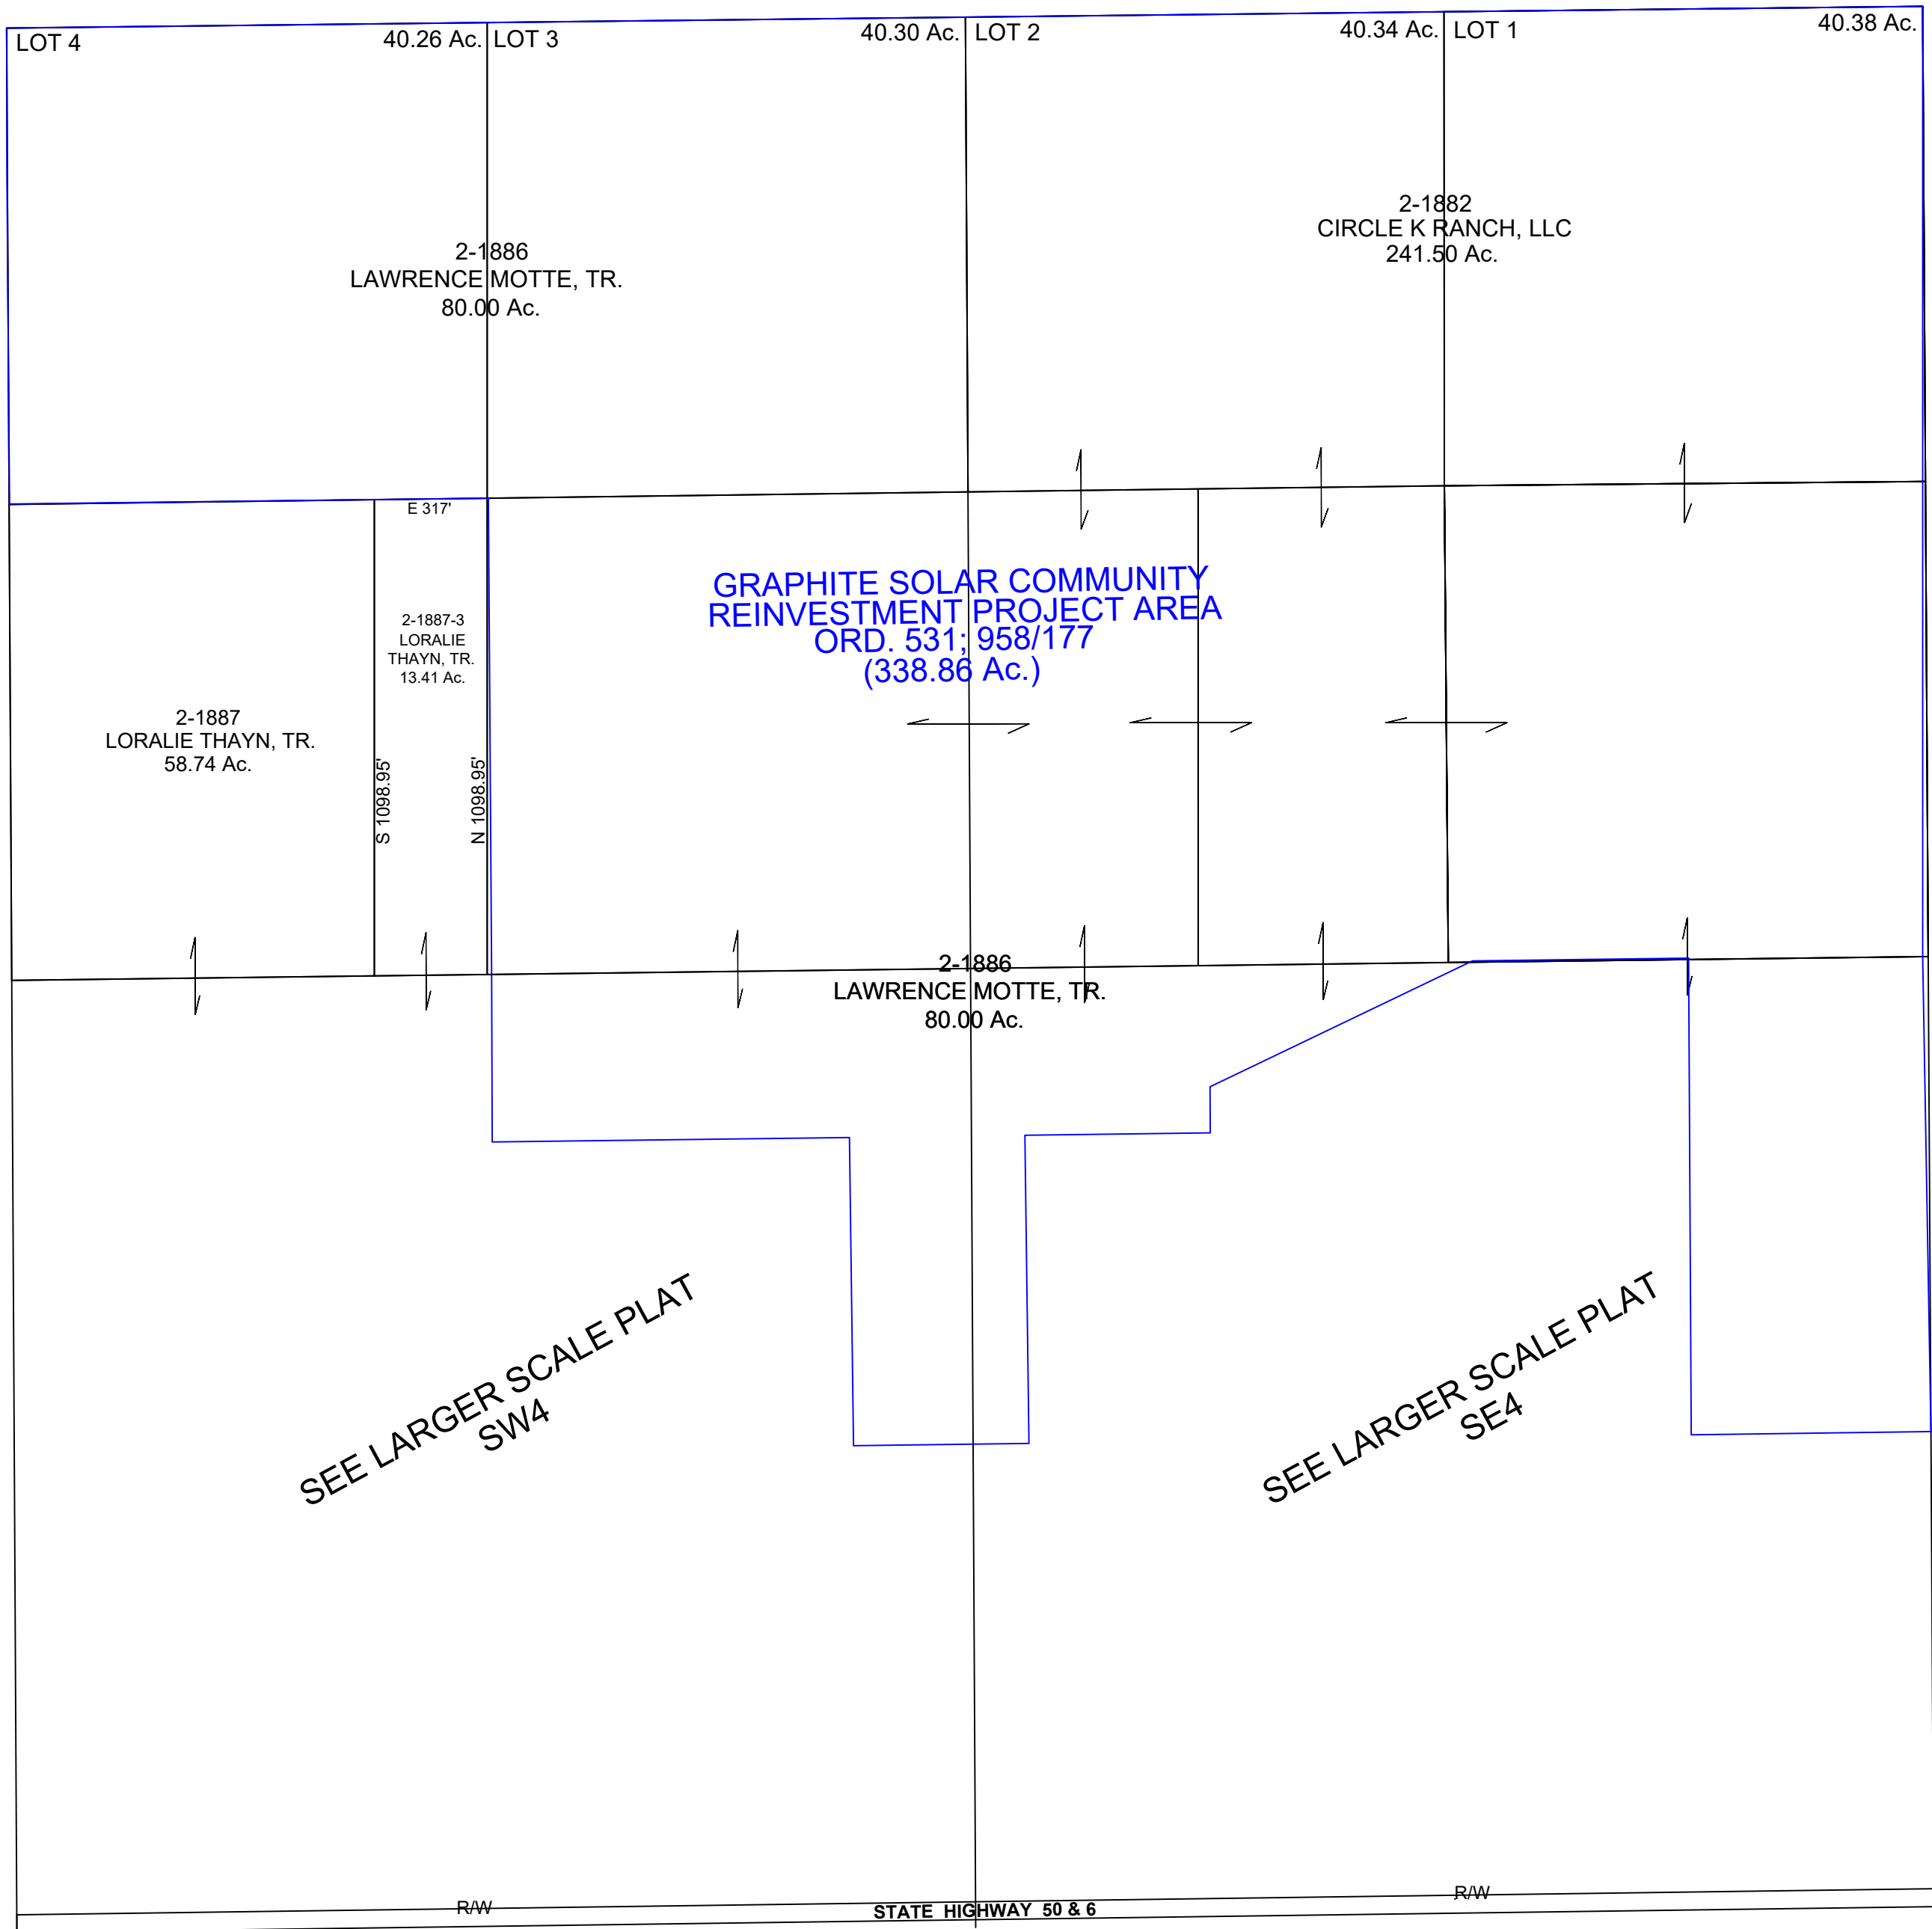 LOT 4
40.26 Ac.
LOT 3
40.30 Ac.
LOT 2
40.34 Ac.
LOT 1
40.38 Ac.
2-1886
LAWRENCE MOTTE, TR.
80.00 Ac.
2-1882
CIRCLE K RANCH, LLC
241.50 Ac.
E 317'
2-1887-3
LORALIE
THAYN, TR.
13.41 Ac.
S 1098.95'
N 1098.95'
2-1887
LORALIE THAYN, TR.
58.74 Ac.
GRAPHITE SOLAR COMMUNITY
REINVESTMENT PROJECT AREA
ORD. 531; 958/177
(338.86 Ac.)
2-1886
LAWRENCE MOTTE, TR.
80.00 Ac.
SEE LARGER SCALE PLAT
SW4
SEE LARGER SCALE PLAT
SE4
R/W
R/W
STATE HIGHWAY 50 & 6